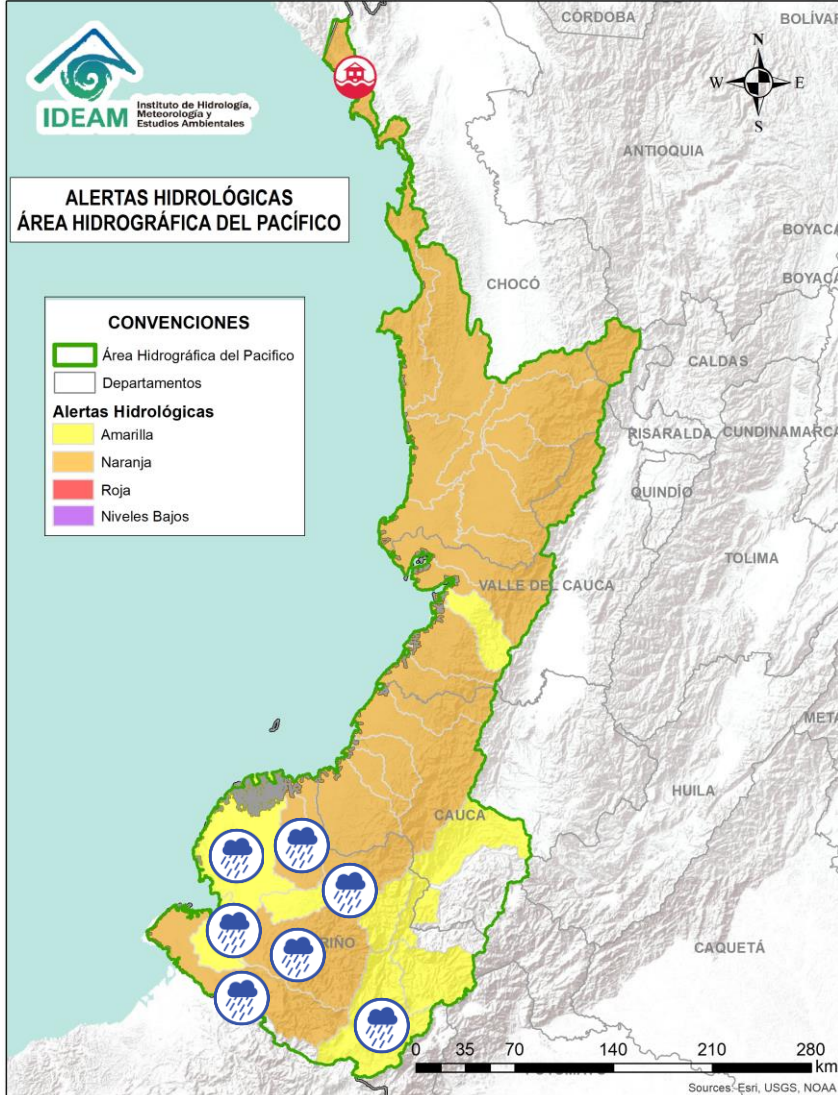 CÓRDOBA
BOLÍVAR
IDEAM
Instituto de Hidrología,
Meteorología y
Estudios Ambientales
N
W
E
S
ANTIOQUIA
ALERTAS HIDROLÓGICAS
ÁREA HIDROGRÁFICA DEL PACÍFICO
BOYACÁ
BOYACÁ
CHOCÓ
CONVENCIONES
Área Hidrográfica del Pacifico
Departamentos
Alertas Hidrológicas
Amarilla
Naranja
Roja
Niveles Bajos
CALDAS
RISARALDA
CUNDINAMARCA
QUINDÍO
TOLIMA
VALLE DEL CAUCA
META
HUILA
CAUCA
RIÑO
CAQUETÁ
0 35 70 140 210 280
km
Sources: Esri, USGS, NOAA